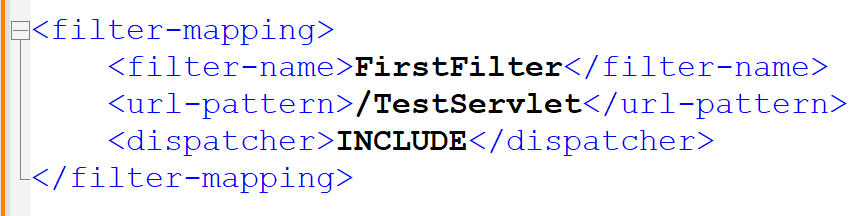 <filter-mapping>
    <filter-name>FirstFilter</filter-name>
    <url-pattern>/TestServlet</url-pattern>
    <dispatcher>INCLUDE</dispatcher>
</filter-mapping>